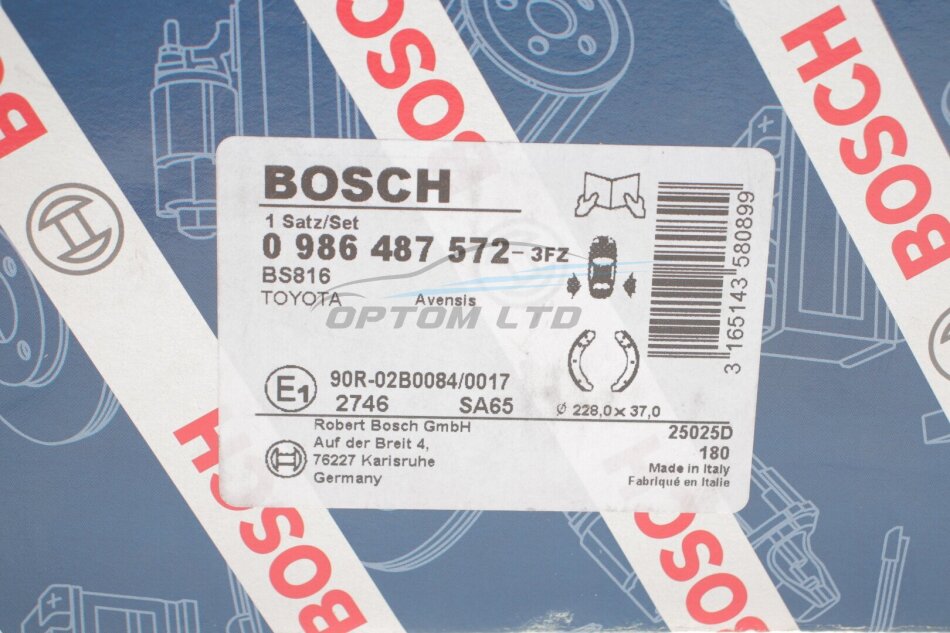 BOSCH
BOSCH
BOSCH
BOSCH
BOSCH
BOSCH
1 Satz/Set
0 986 487 572 - 3FZ
BS816
TOYOTA Avensis
OPTOM LTD
3 165143 580899
E1
90R-02B0084/0017
2746 SA65
Ø 228,0 x 37,0
Robert Bosch GmbH
Auf der Breit 4,
76227 Karlsruhe
Germany
25025D
180
Made in Italy
Fabriqué en Italie